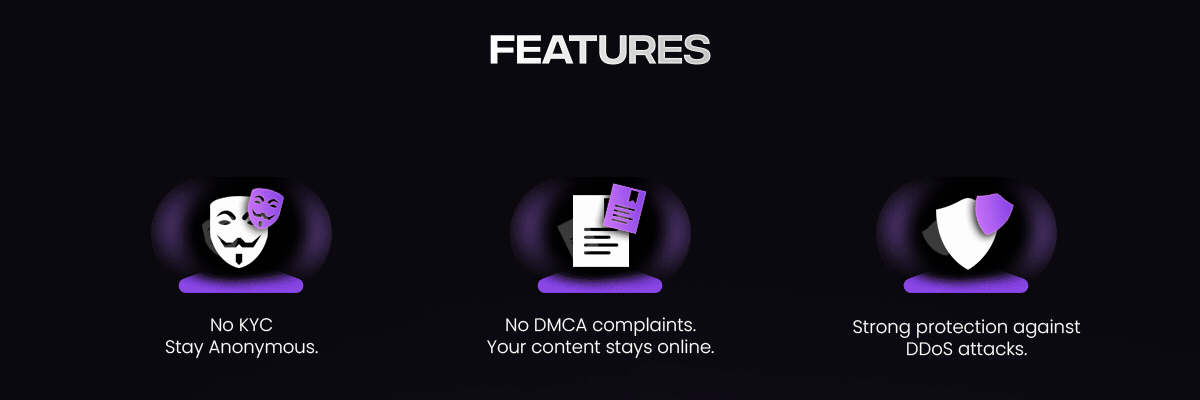 FEATURES
No KYC
Stay Anonymous.
No DMCA complaints.
Your content stays online.
Strong protection against
DDoS attacks.